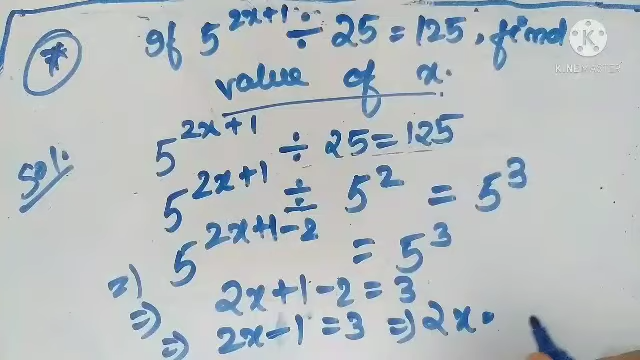 * If 5^{2x+1} ÷ 25 = 125, find
value of x.
Sol. 5^{2x+1} ÷ 25 = 125
5^{2x+1} ÷ 5^2 = 5^3
5^{2x+1-2} = 5^3
=) 2x+1-2=3
=) =) 2x-1=3 =) 2x
K
KINEMASTER